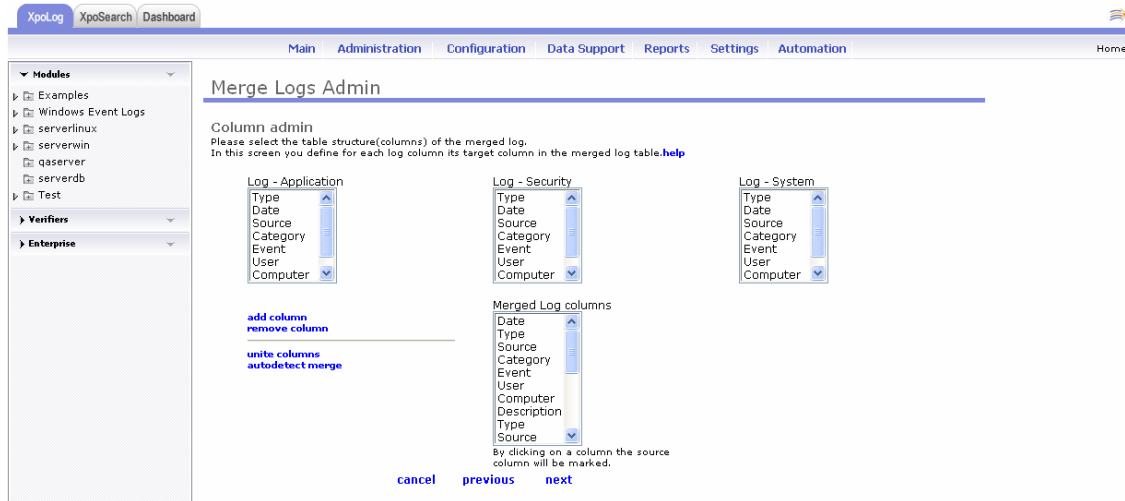 XpoLog XpoSearch Dashboard
Main Administration Configuration Data Support Reports Settings Automation Home
Modules
Examples
Windows Event Logs
serverlinux
serverwin
qaserver
serverdb
Test
Verifiers
Enterprise
Merge Logs Admin
Column admin
Please select the table structure(columns) of the merged log.
In this screen you define for each log column its target column in the merged log table.help
Log - Application
Type
Date
Source
Category
Event
User
Computer
Log - Security
Type
Date
Source
Category
Event
User
Computer
Log - System
Type
Date
Source
Category
Event
User
Computer
add column
remove column
unite columns
autodetect merge
Merged Log columns
Date
Type
Source
Category
Event
User
Computer
Description
Type
Source
By clicking on a column the source
column will be marked.
cancel previous next